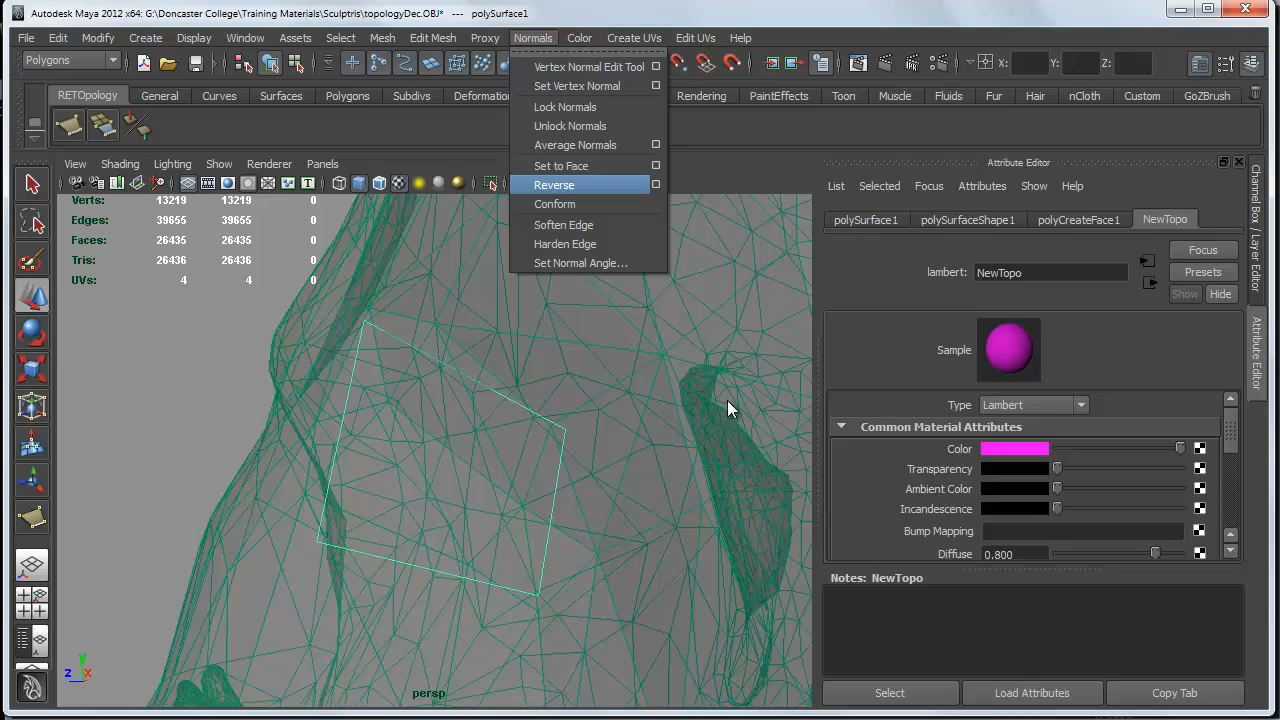 Autodesk Maya 2012 x64: G:\Doncaster College\Training Materials\Sculptris\topologyDec.OBJ* --- polySurface1
File Edit Modify Create Display Window Assets Select Mesh Edit Mesh Proxy Normals Color Create UVs Edit UVs Help
Polygons
X: Y: Z:
RETopology General Curves Surfaces Polygons Subdivs Deformation Rendering PaintEffects Toon Muscle Fluids Fur Hair nCloth Custom GoZBrush
Vertex Normal Edit Tool
Set Vertex Normal
Lock Normals
Unlock Normals
Average Normals
Set to Face
Reverse
Conform
Soften Edge
Harden Edge
Set Normal Angle...
View Shading Lighting Show Renderer Panels
Verts: 13219 13219 0
Edges: 39655 39655 0
Faces: 26435 26435 0
Tris: 26436 26436 0
UVs: 4 4 0
y
z x
persp
Attribute Editor
List Selected Focus Attributes Show Help
polySurface1 polySurfaceShape1 polyCreateFace1 NewTopo
Focus
lambert: NewTopo
Presets
Show Hide
Sample
Type Lambert
Common Material Attributes
Color
Transparency
Ambient Color
Incandescence
Bump Mapping
Diffuse 0.800
Notes: NewTopo
Select Load Attributes Copy Tab
Channel Box / Layer Editor
Attribute Editor